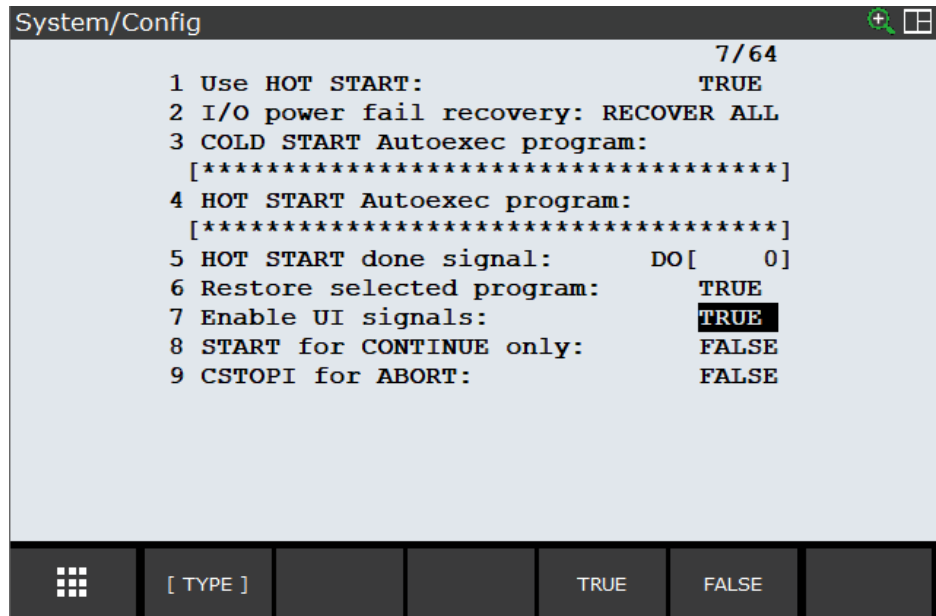 System/Config
7/64
1 Use HOT START: TRUE
2 I/O power fail recovery: RECOVER ALL
3 COLD START Autoexec program:
[*************************************]
4 HOT START Autoexec program:
[*************************************]
5 HOT START done signal: DO[ 0]
6 Restore selected program: TRUE
7 Enable UI signals: TRUE
8 START for CONTINUE only: FALSE
9 CSTOPI for ABORT: FALSE
[ TYPE ] TRUE FALSE